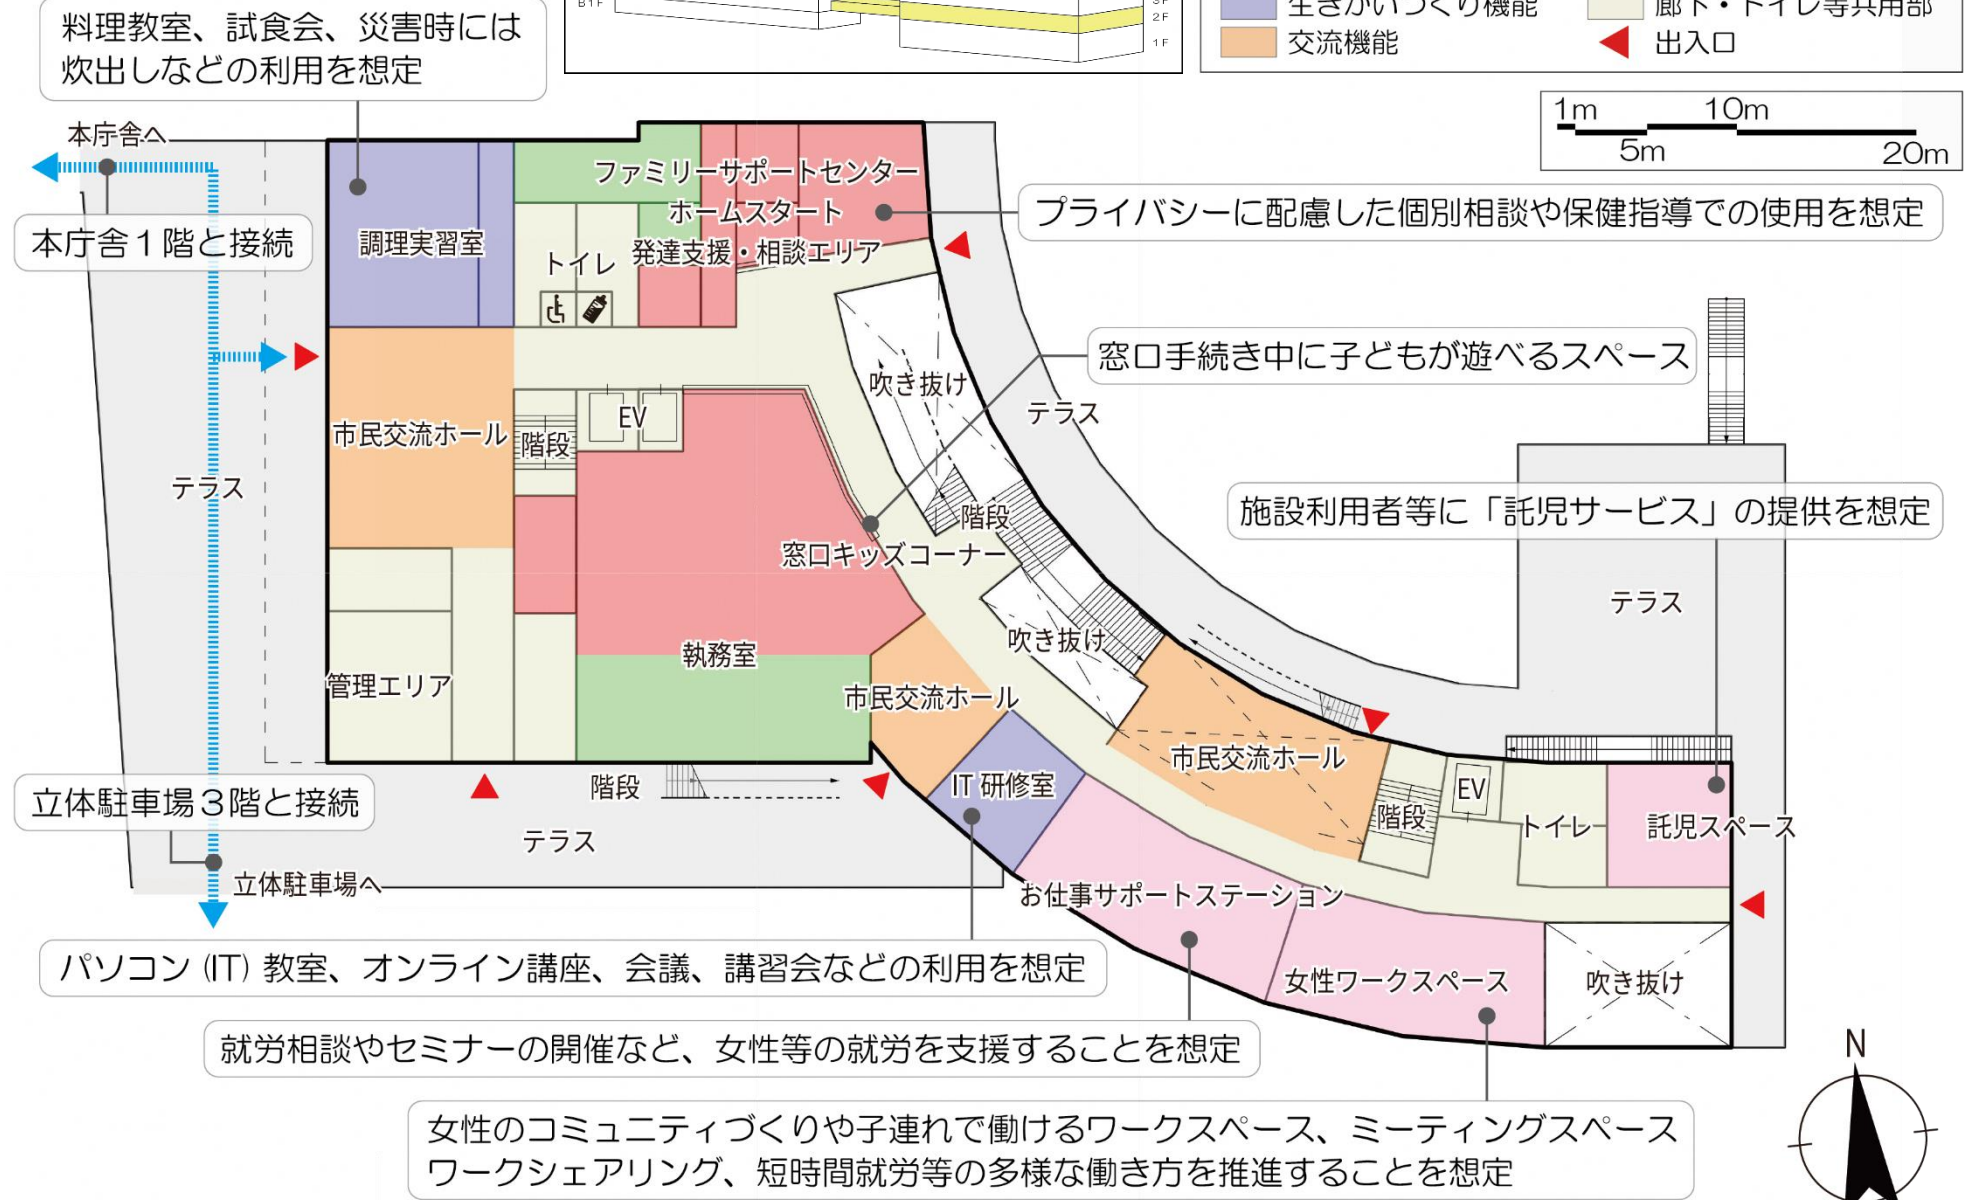 B1F
3F
2F
1F
生きがいづくり機能
廊下・トイレ等共用部
交流機能
出入口
料理教室、試食会、災害時には
炊出しなどの利用を想定
1m
10m
5m
20m
本庁舎へ
本庁舎１階と接続
ファミリーサポートセンター
ホームスタート
発達支援・相談エリア
プライバシーに配慮した個別相談や保健指導での使用を想定
調理実習室
トイレ
窓口手続き中に子どもが遊べるスペース
吹き抜け
テラス
EV
市民交流ホール
階段
テラス
施設利用者等に「託児サービス」の提供を想定
階段
窓口キッズコーナー
テラス
吹き抜け
執務室
管理エリア
市民交流ホール
市民交流ホール
IT 研修室
階段
EV
階段
トイレ
託児スペース
立体駐車場３階と接続
テラス
立体駐車場へ
お仕事サポートステーション
パソコン (IT) 教室、オンライン講座、会議、講習会などの利用を想定
女性ワークスペース
吹き抜け
就労相談やセミナーの開催など、女性等の就労を支援することを想定
N
女性のコミュニティづくりや子連れで働けるワークスペース、ミーティングスペース
ワークシェアリング、短時間就労等の多様な働き方を推進することを想定